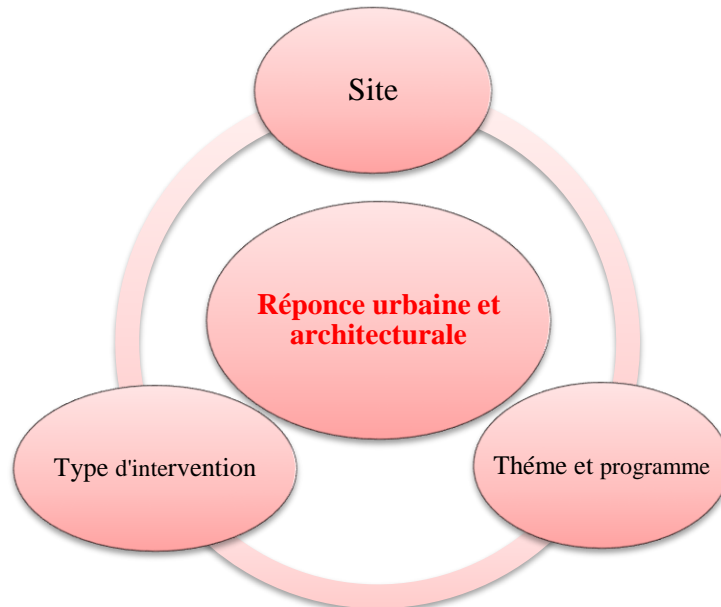 Site
Réponce urbaine et
architecturale
Type d'intervention
Théme et programme